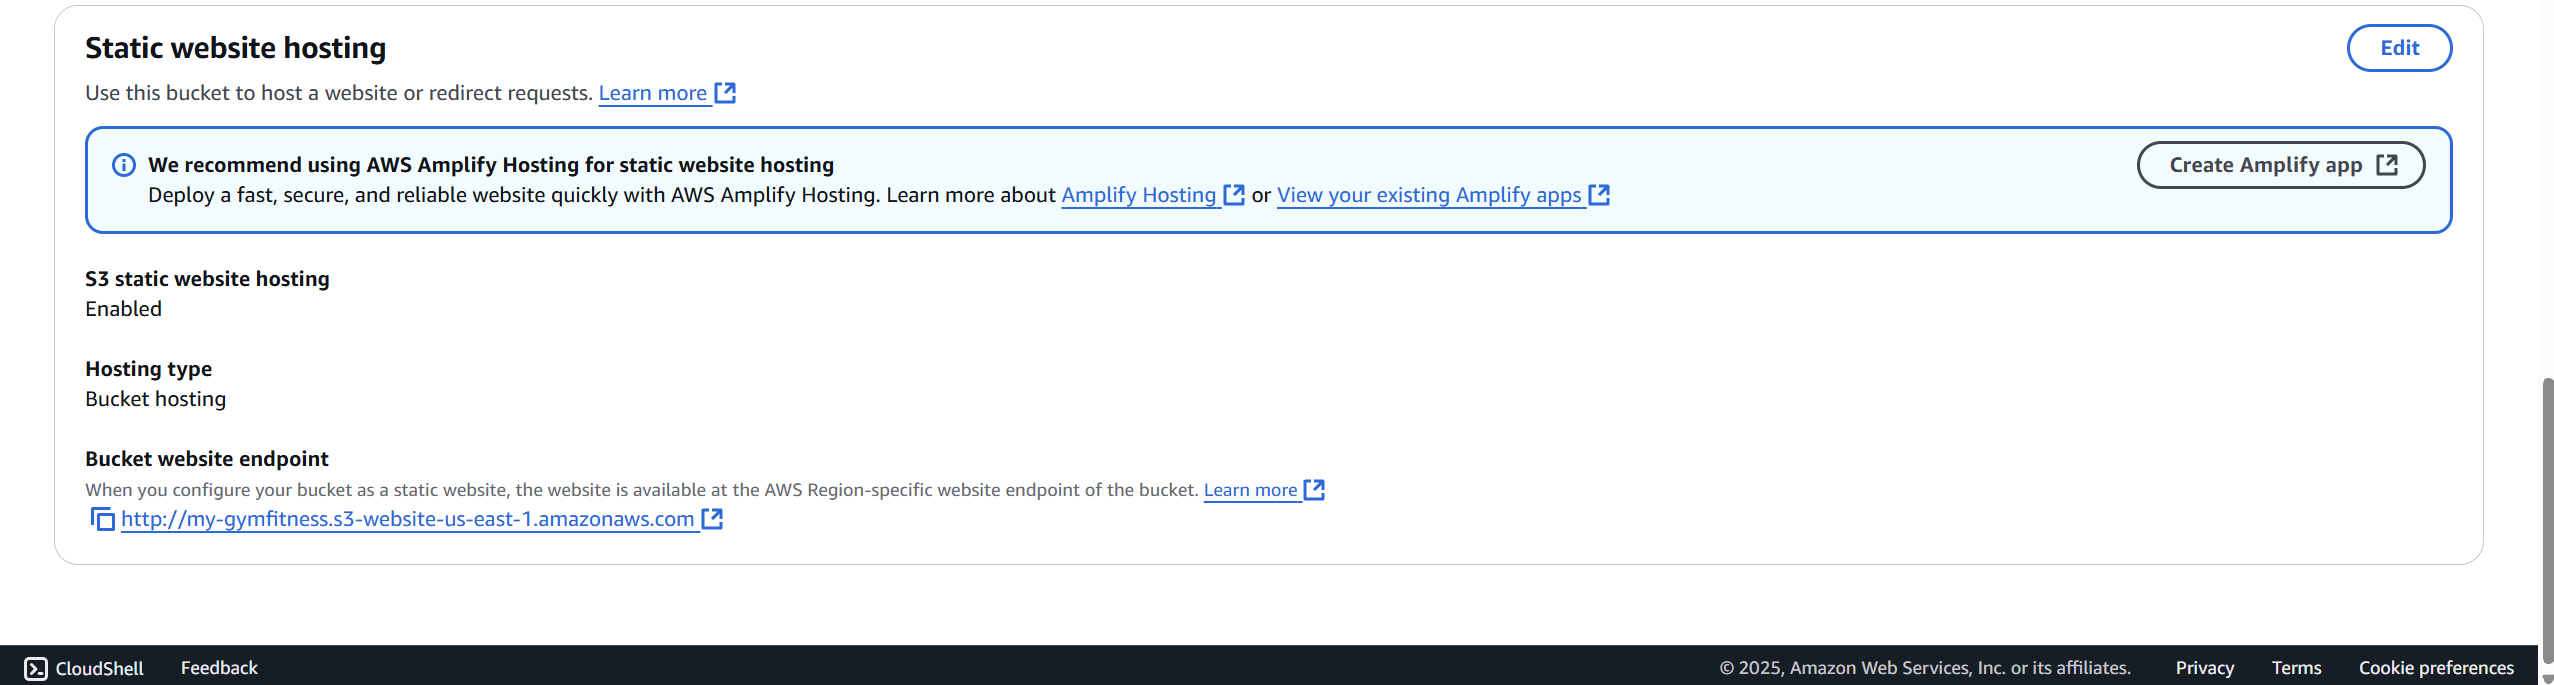 Static website hosting
Edit
Use this bucket to host a website or redirect requests. Learn more
We recommend using AWS Amplify Hosting for static website hosting
Create Amplify app
Deploy a fast, secure, and reliable website quickly with AWS Amplify Hosting. Learn more about Amplify Hosting or View your existing Amplify apps
S3 static website hosting
Enabled
Hosting type
Bucket hosting
Bucket website endpoint
When you configure your bucket as a static website, the website is available at the AWS Region-specific website endpoint of the bucket. Learn more
http://my-gymfitness.s3-website-us-east-1.amazonaws.com
CloudShell Feedback © 2025, Amazon Web Services, Inc. or its affiliates. Privacy Terms Cookie preferences